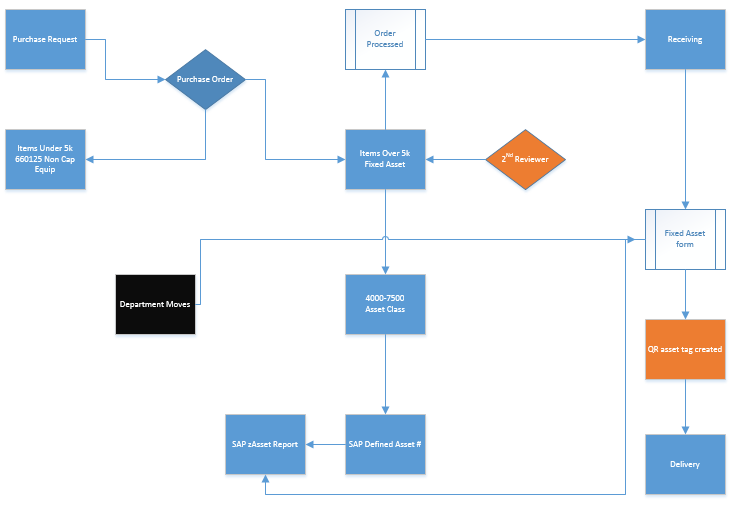 Purchase Request
Order
Processed
Receiving
Purchase Order
Items Under 5k
660125 Non Cap
Equip
Items Over 5k
Fixed Asset
2Nd Reviewer
Fixed Asset
form
Department Moves
4000-7500
Asset Class
QR asset tag created
SAP zAsset Report
SAP Defined Asset #
Delivery